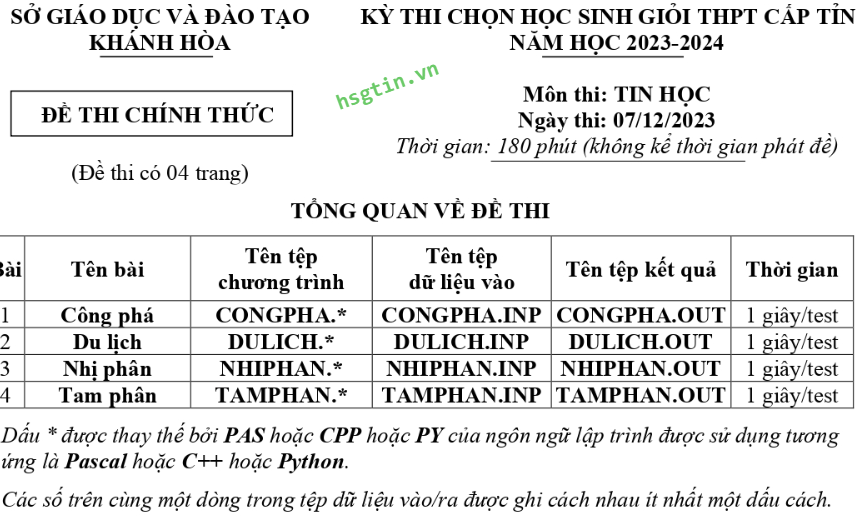 SỞ GIÁO DỤC VÀ ĐÀO TẠO
KHÁNH HÒA
KỲ THI CHỌN HỌC SINH GIỎI THPT CẤP TỈN
NĂM HỌC 2023-2024
hsgtin.vn
ĐỀ THI CHÍNH THỨC
(Đề thi có 04 trang)
Môn thi: TIN HỌC
Ngày thi: 07/12/2023
Thời gian: 180 phút (không kể thời gian phát đề)
TỔNG QUAN VỀ ĐỀ THI
Bài Tên bài Tên tệp chương trình Tên tệp dữ liệu vào Tên tệp kết quả Thời gian
1 Công phá CONGPHA.* CONGPHA.INP CONGPHA.OUT 1 giây/test
2 Du lịch DULICH.* DULICH.INP DULICH.OUT 1 giây/test
3 Nhị phân NHIPHAN.* NHIPHAN.INP NHIPHAN.OUT 1 giây/test
4 Tam phân TAMPHAN.* TAMPHAN.INP TAMPHAN.OUT 1 giây/test
Dấu * được thay thế bởi PAS hoặc CPP hoặc PY của ngôn ngữ lập trình được sử dụng tương
ứng là Pascal hoặc C++ hoặc Python.
Các số trên cùng một dòng trong tệp dữ liệu vào/ra được ghi cách nhau ít nhất một dấu cách.